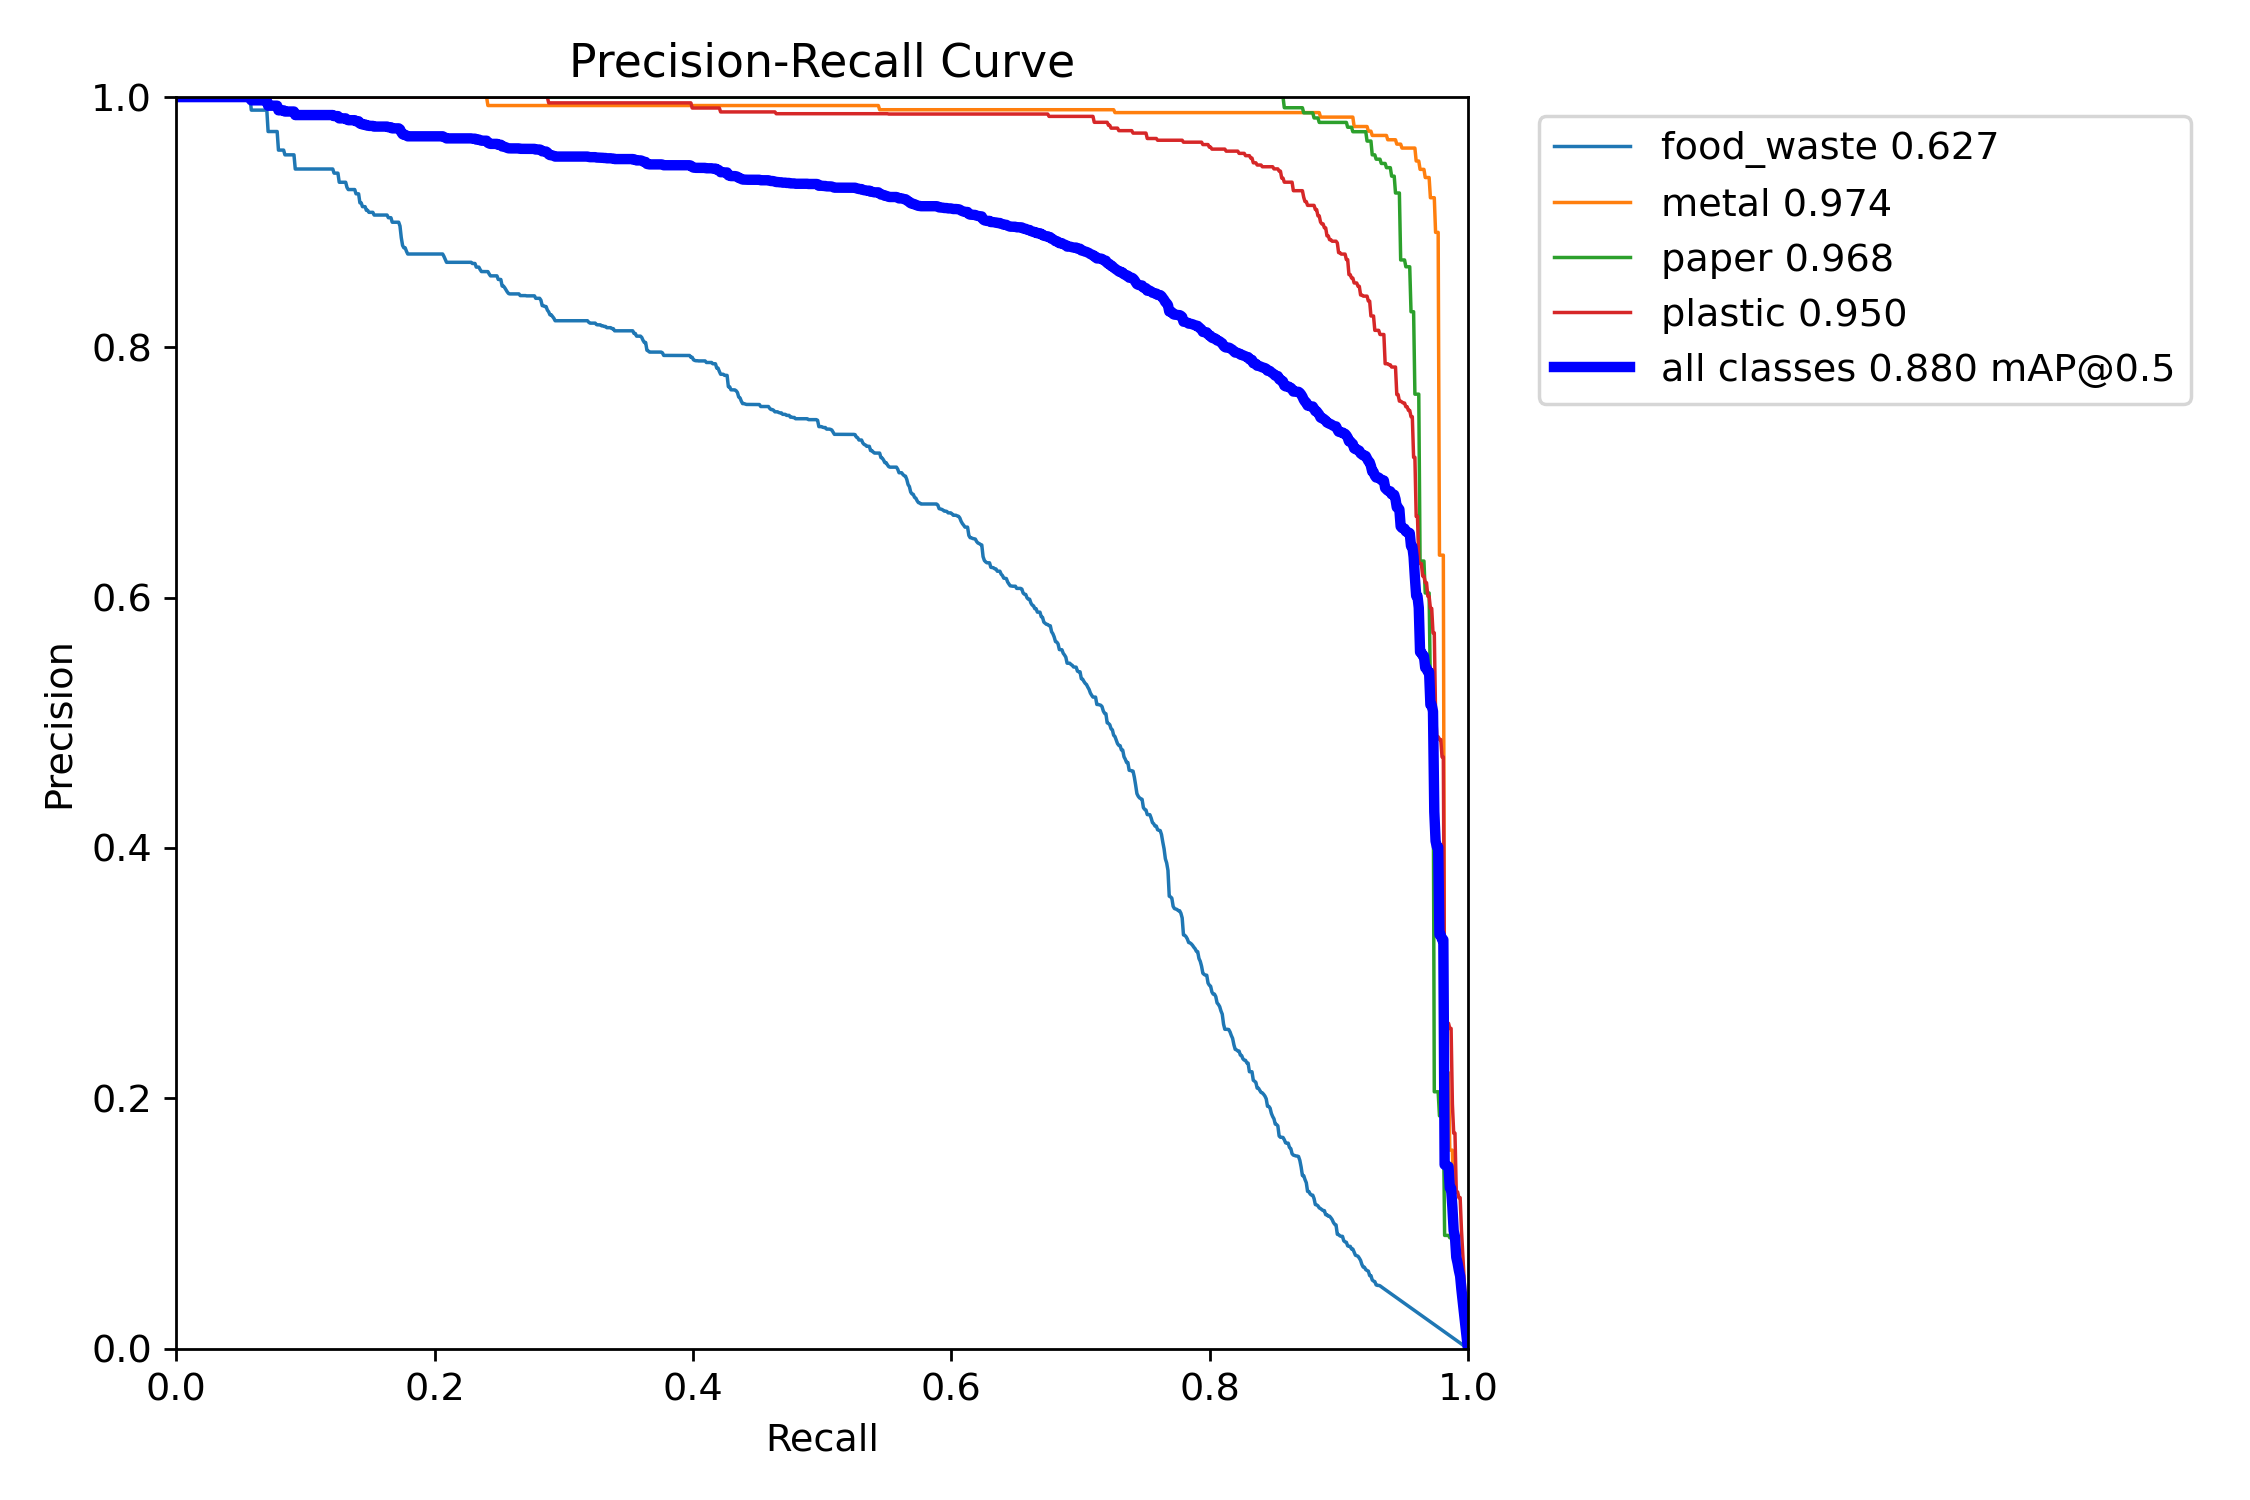 Precision-Recall Curve
1.0
0.8
0.6
0.4
0.2
0.0
Precision
0.0 0.2 0.4 0.6 0.8 1.0
Recall
food_waste 0.627
metal 0.974
paper 0.968
plastic 0.950
all classes 0.880 mAP@0.5